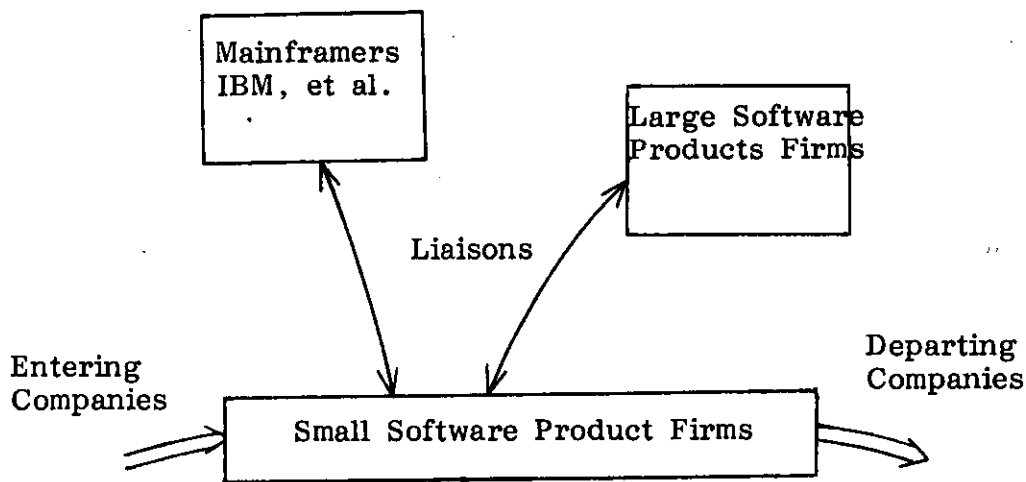 Mainframers
IBM, et al.
Large Software
Products Firms
Liaisons
Entering
Companies
Departing
Companies
Small Software Product Firms